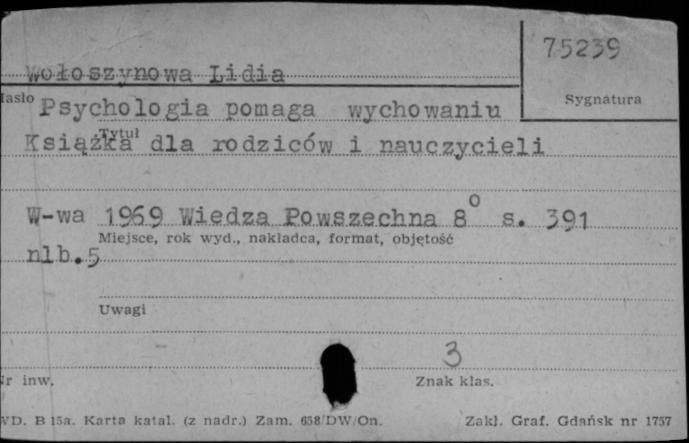 75239
Wołoszynowa Lidia
Hasło
Sygnatura
Psychologia pomaga wychowaniu
Tytuł
Książka dla rodziców i nauczycieli
W-wa 1969 Wiedza Powszechna 8⁰ s. 391
Miejsce, rok wyd., nakładca, format, objętość
nlb.5
Uwagi
3
Nr inw.
Znak klas.
WD. B 15a. Karta katal. (z nadr.) Zam. 658/DW/On.
Zakł. Graf. Gdańsk nr 1757